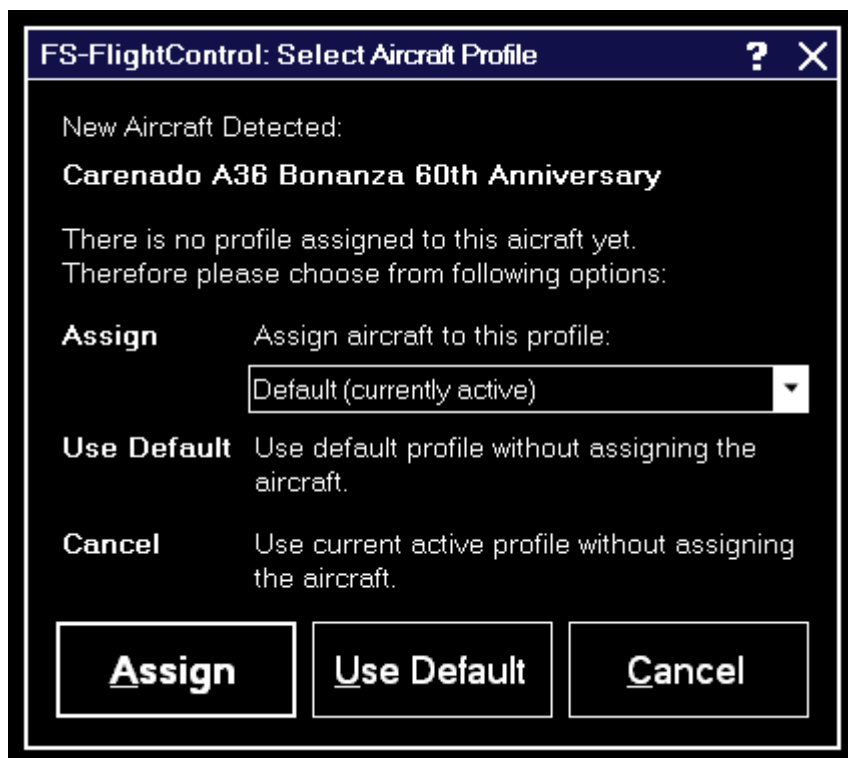 FS-FlightControl: Select Aircraft Profile ? X
New Aircraft Detected:
Carenado A36 Bonanza 60th Anniversary
There is no profile assigned to this aicraft yet.
Therefore please choose from following options:
Assign Assign aircraft to this profile:
Default (currently active)
Use Default Use default profile without assigning the
aircraft.
Cancel Use current active profile without assigning
the aircraft.
Assign Use Default Cancel